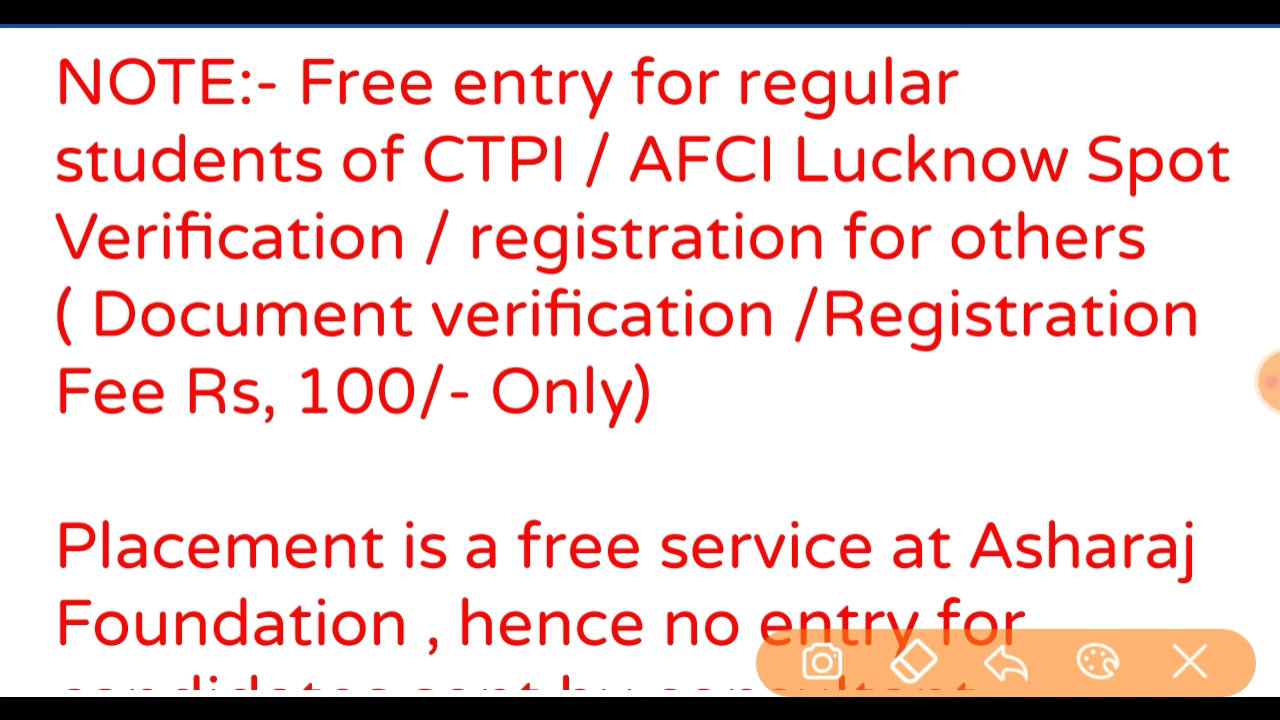 NOTE:- Free entry for regular
students of CTPI / AFCI Lucknow Spot
Verification / registration for others
( Document verification /Registration
Fee Rs, 100/- Only)
Placement is a free service at Asharaj
Foundation , hence no entry for